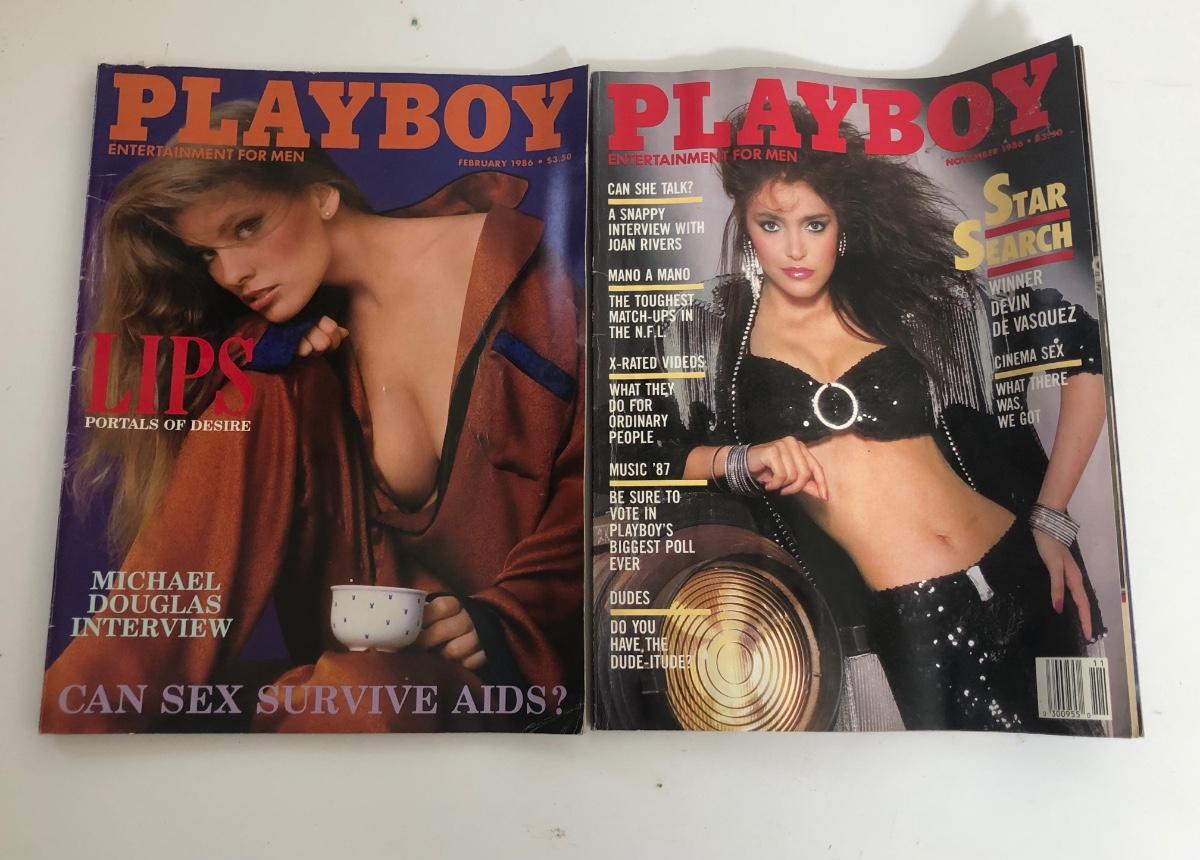 PLAYBOY
ENTERTAINMENT FOR MEN
FEBRUARY 1986 • $3.50
LIPS
PORTALS OF DESIRE
MICHAEL
DOUGLAS
INTERVIEW
CAN SEX SURVIVE AIDS?
PLAYBOY
ENTERTAINMENT FOR MEN
NOVEMBER 1986 • $3.50
CAN SHE TALK?
A SNAPPY
INTERVIEW WITH
JOAN RIVERS
MANO A MANO
THE TOUGHEST
MATCH-UPS IN
THE N.F.L.
X-RATED VIDEOS
WHAT THEY
DO FOR
ORDINARY
PEOPLE
MUSIC '87
BE SURE TO
VOTE IN
PLAYBOY'S
BIGGEST POLL
EVER
DUDES
DO YOU
HAVE THE
DUDE-ITUDE?
STAR
SEARCH
WINNER
DEVIN
DE VASQUEZ
CINEMA SEX
WHAT THERE
WAS,
WE GOT
11
0 300955 0